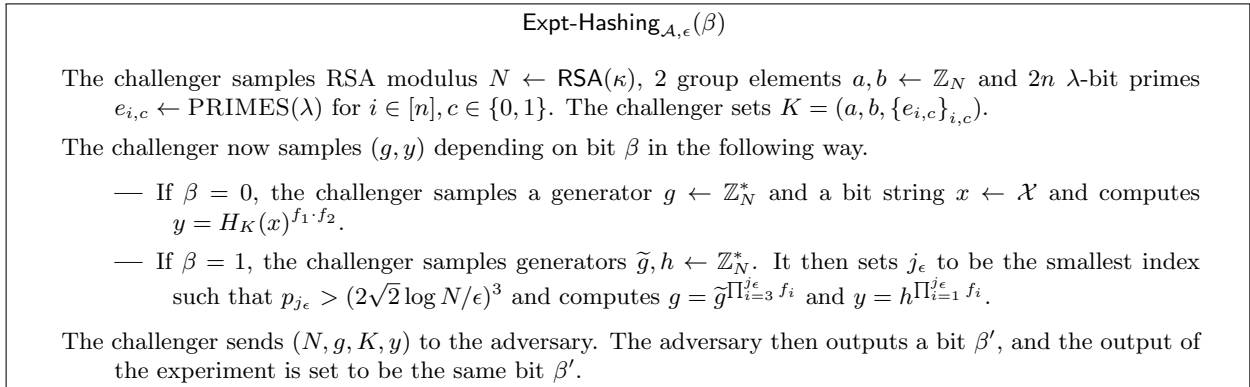 Expt-Hashing_{𝒜,ϵ}(β)
The challenger samples RSA modulus N ← RSA(κ), 2 group elements a, b ← ℤ_N and 2n λ-bit primes
e_{i,c} ← PRIMES(λ) for i ∈ [n], c ∈ {0, 1}. The challenger sets K = (a, b, {e_{i,c}}_{i,c}).
The challenger now samples (g, y) depending on bit β in the following way.
— If β = 0, the challenger samples a generator g ← ℤ*_N and a bit string x ← 𝒳 and computes
y = H_K(x)^{f_1·f_2}.
— If β = 1, the challenger samples generators g̃, h ← ℤ*_N. It then sets j_ϵ to be the smallest index
such that p_{j_ϵ} > (2√2 log N/ϵ)^3 and computes g = g̃^{∏_{i=3}^{j_ϵ} f_i} and y = h^{∏_{i=1}^{j_ϵ} f_i}.
The challenger sends (N, g, K, y) to the adversary. The adversary then outputs a bit β′, and the output of
the experiment is set to be the same bit β′.